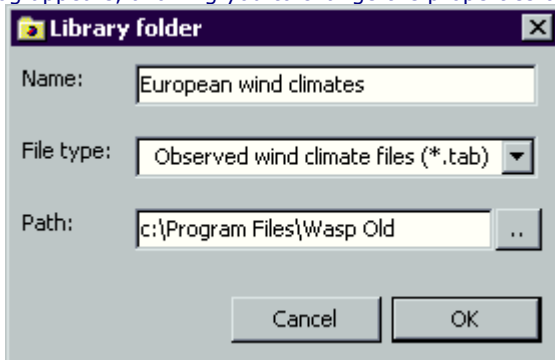 Library folder
Name:
European wind climates
File type:
Observed wind climate files (*.tab)
Path:
c:\Program Files\Wasp Old
..
Cancel
OK